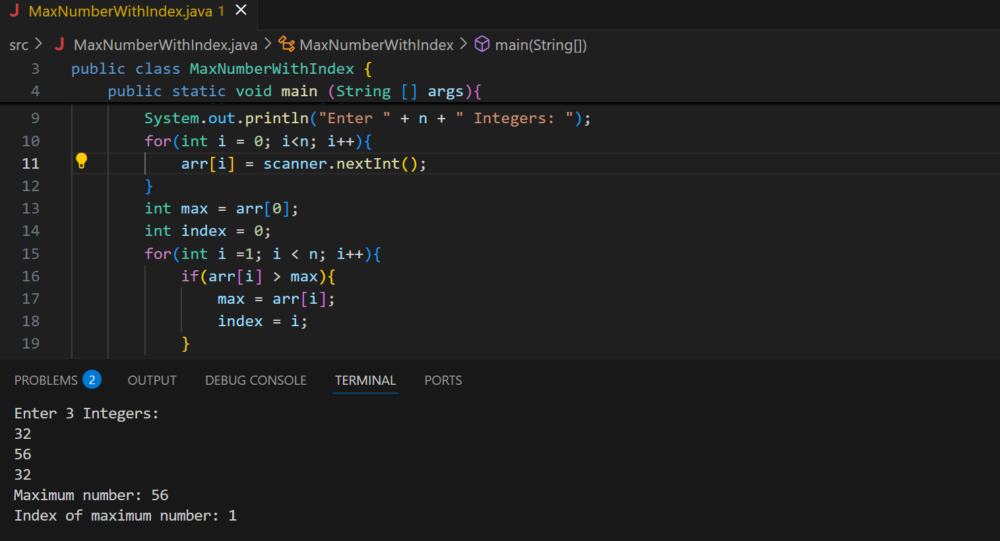 MaxNumberWithIndex.java 1
src > MaxNumberWithIndex.java > MaxNumberWithIndex > main(String[])
3 public class MaxNumberWithIndex {
4 public static void main (String [] args){
9 System.out.println("Enter " + n + " Integers: ");
10 for(int i = 0; i<n; i++){
11 arr[i] = scanner.nextInt();
12 }
13 int max = arr[0];
14 int index = 0;
15 for(int i =1; i < n; i++){
16 if(arr[i] > max){
17 max = arr[i];
18 index = i;
19 }
PROBLEMS 2 OUTPUT DEBUG CONSOLE TERMINAL PORTS
Enter 3 Integers:
32
56
32
Maximum number: 56
Index of maximum number: 1